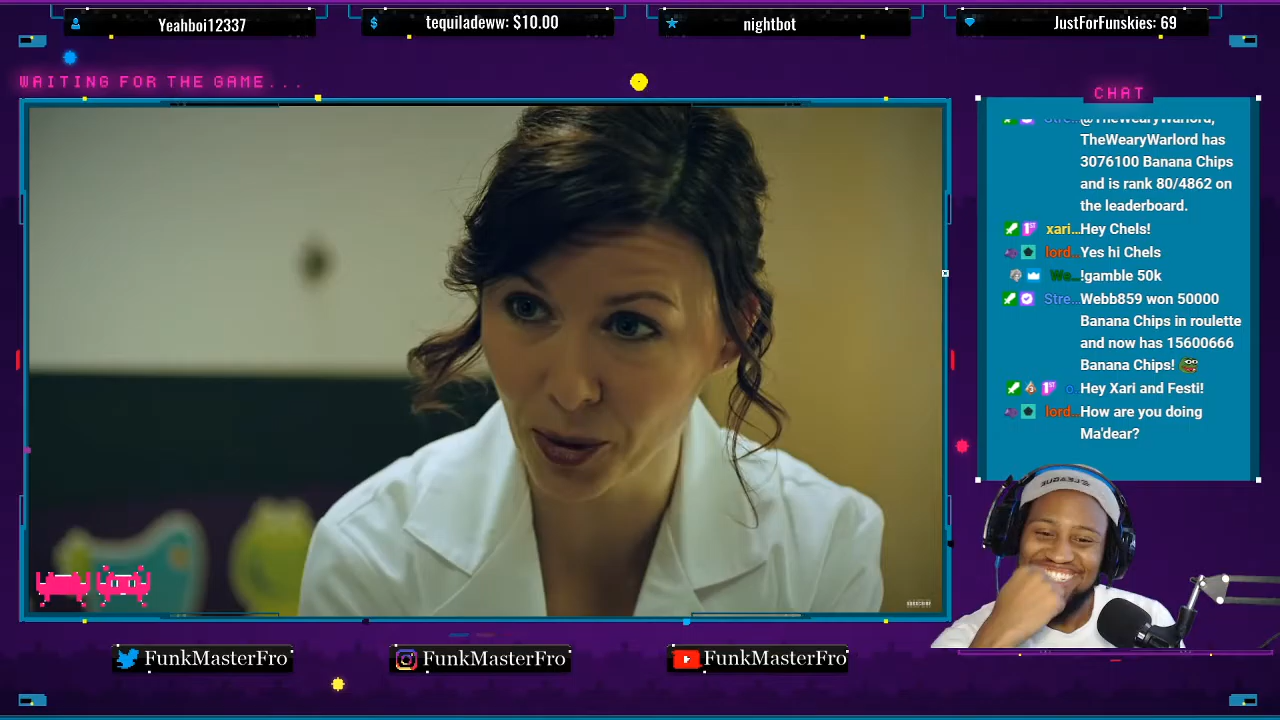 Yeahboi12337
tequiladeww: $10.00
nightbot
JustForFunskies: 69
WAITING FOR THE GAME...
CHAT
Stre... @TheWearyWarlord,
TheWearyWarlord has
3076100 Banana Chips
and is rank 80/4862 on
the leaderboard.
xari... Hey Chels!
lord... Yes hi Chels
We... !gamble 50k
Stre... Webb859 won 50000
Banana Chips in roulette
and now has 15600666
Banana Chips!
o. Hey Xari and Festi!
lord... How are you doing
Ma'dear?
FunkMasterFro
FunkMasterFro
FunkMasterFro